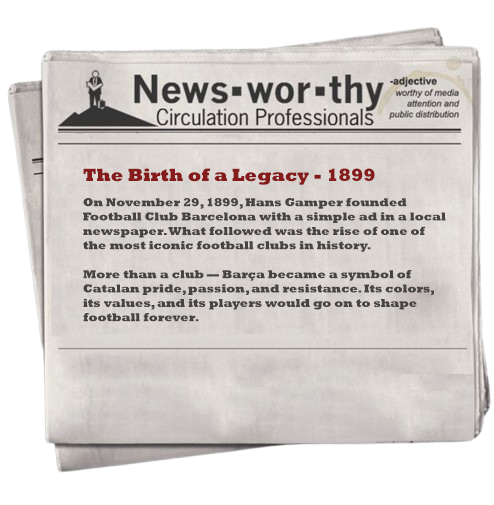 News▪wor▪thy
Circulation Professionals
-adjective
worthy of media
attention and
public distribution
The Birth of a Legacy - 1899
On November 29, 1899, Hans Gamper founded
Football Club Barcelona with a simple ad in a local
newspaper. What followed was the rise of one of
the most iconic football clubs in history.
More than a club — Barça became a symbol of
Catalan pride, passion, and resistance. Its colors,
its values, and its players would go on to shape
football forever.